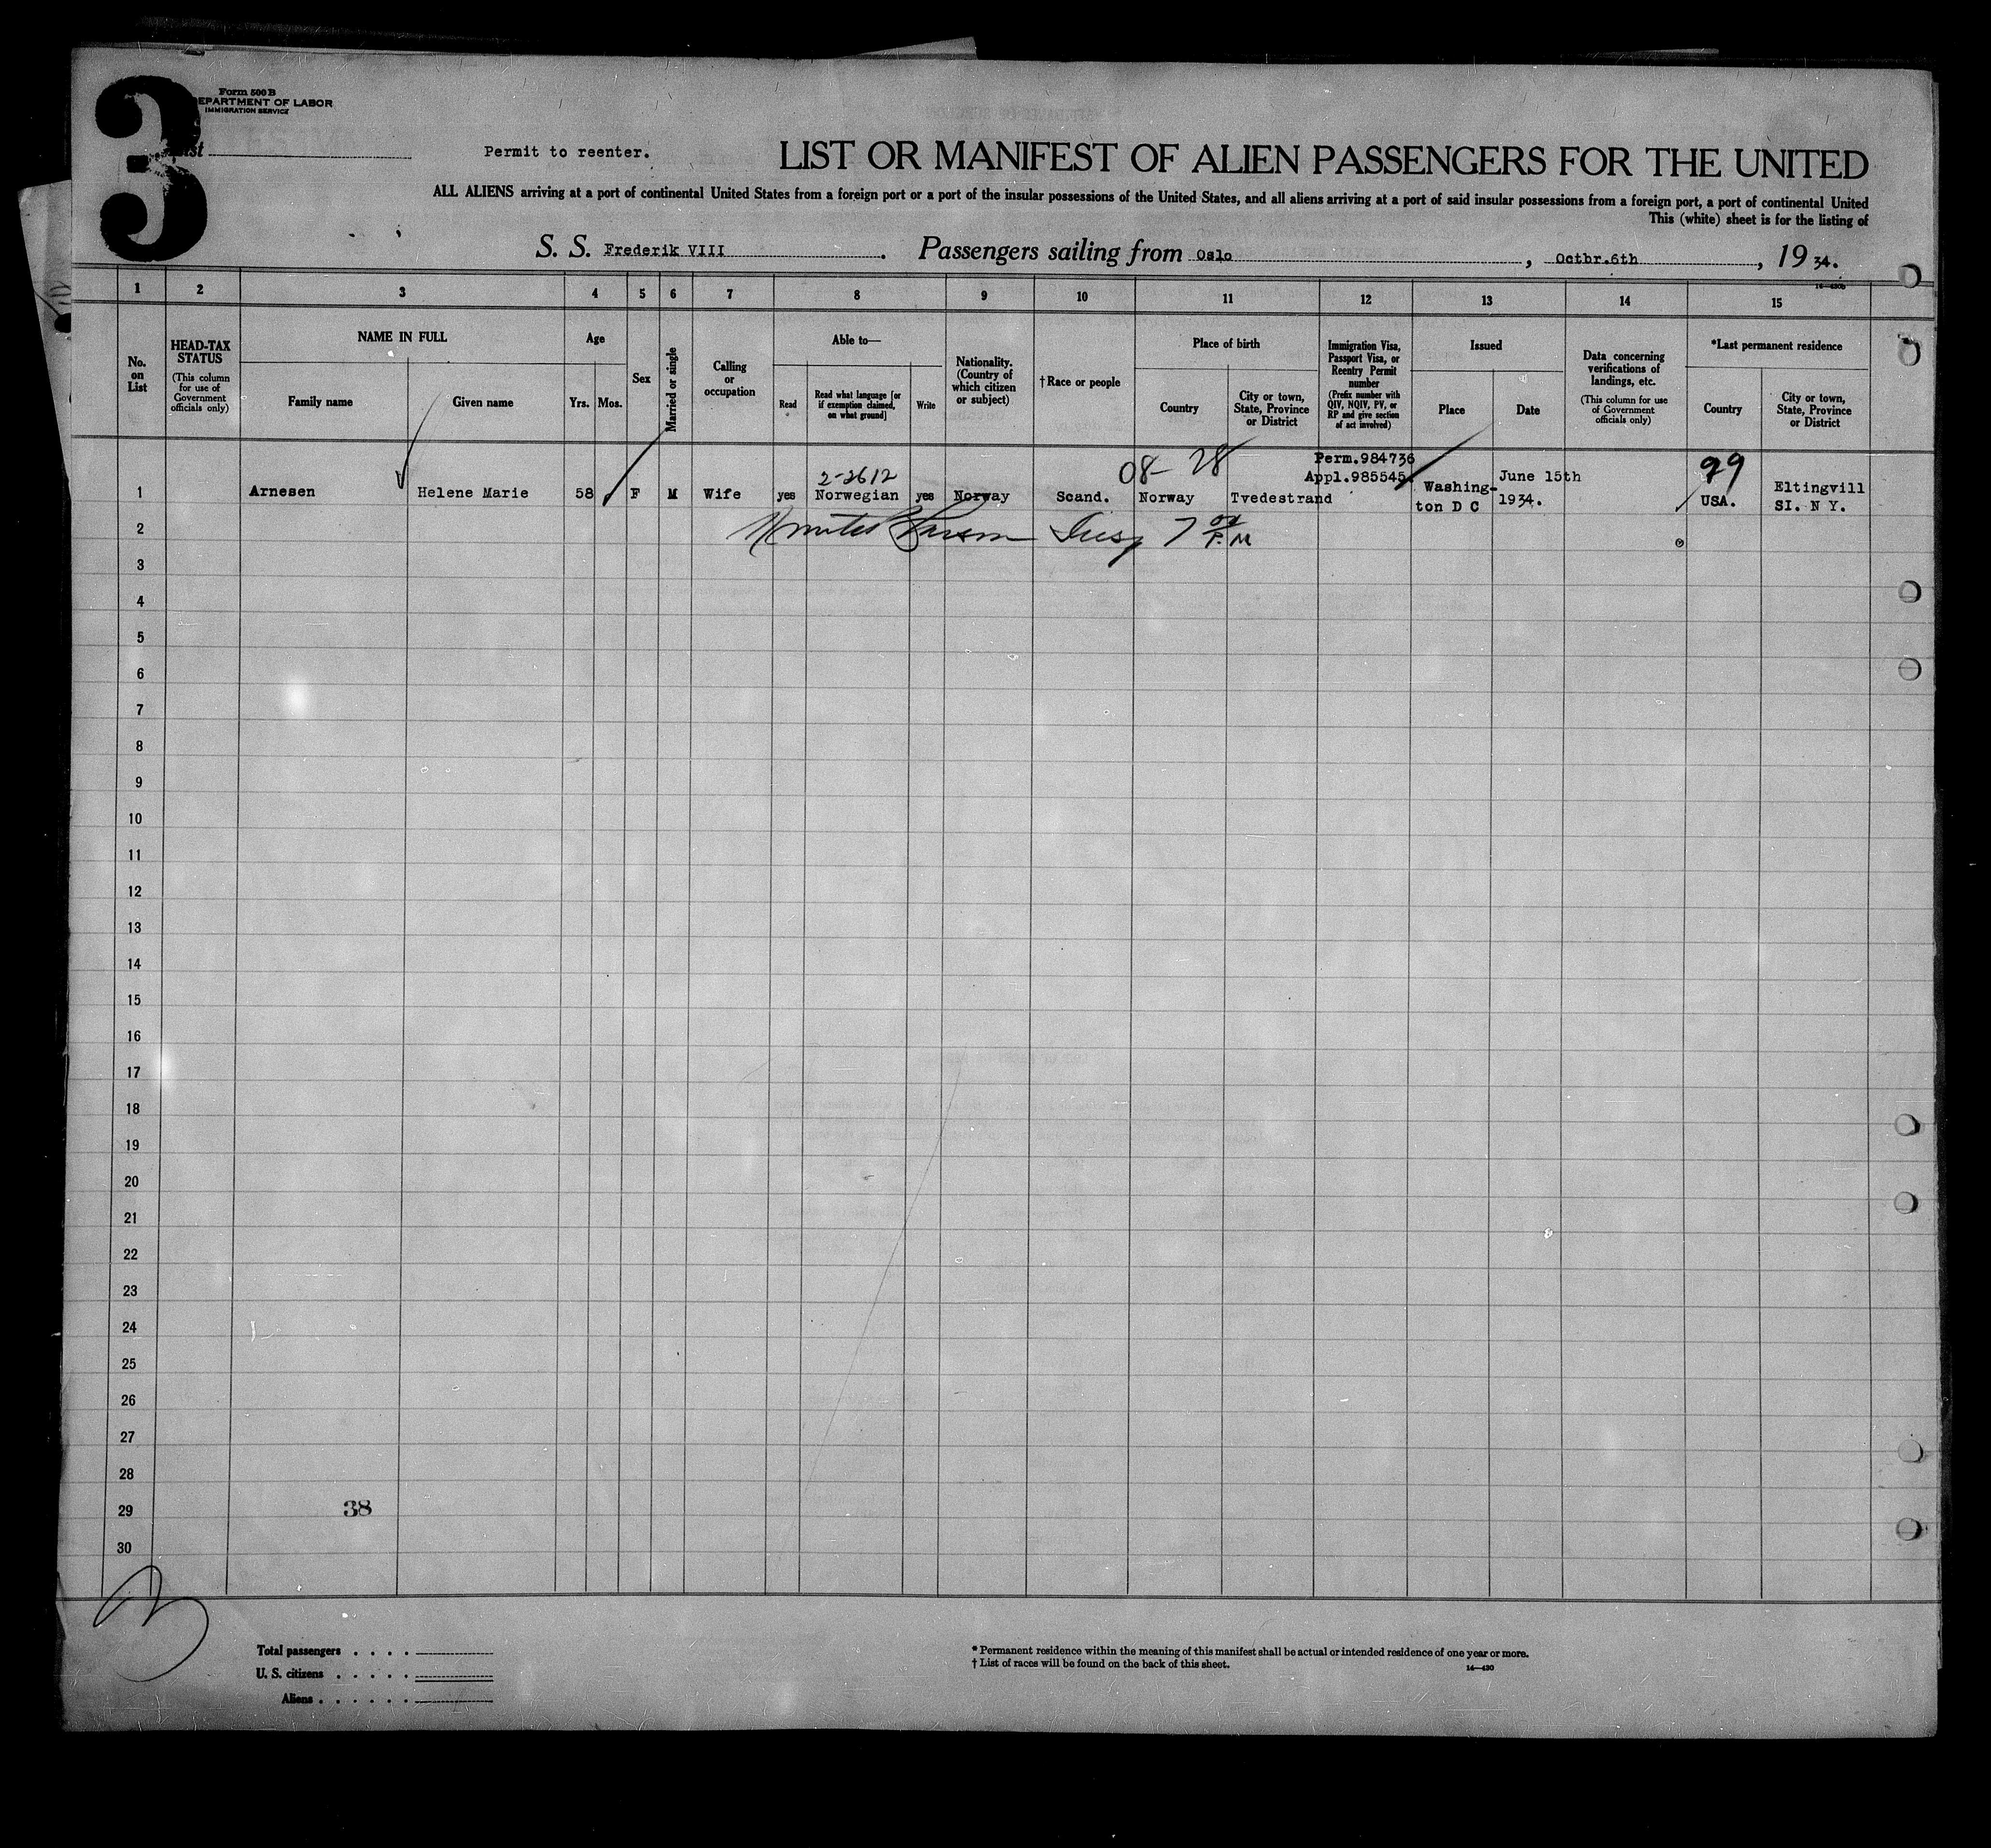 3
Form 500 B
DEPARTMENT OF LABOR
IMMIGRATION SERVICE
Permit to reenter.
LIST OR MANIFEST OF ALIEN PASSENGERS FOR THE UNITED
ALL ALIENS arriving at a port of continental United States from a foreign port or a port of the insular possessions of the United States, and all aliens arriving at a port of said insular possessions from a foreign port, a port of continental United
This (white) sheet is for the listing of
S. S. Frederik VIII. Passengers sailing from Oslo, Octbr.6th, 1934.
1 2 3 4 5 6 7 8 9 10 11 12 13 14 15
No. on List
HEAD-TAX STATUS
(This column for use of Government officials only)
NAME IN FULL
Family name
Given name
Age
Yrs. Mos.
Sex
Married or single
Calling or occupation
Able to—
Read
Read what language [or if exemption claimed, on what ground]
Write
Nationality. (Country of which citizen or subject)
†Race or people
Place of birth
Country
City or town, State, Province or District
Immigration Visa, Passport Visa, or Reentry Permit number
(Prefix number with QIV, NQIV, PV, or RP and give section of act involved)
Issued
Place
Date
Data concerning verifications of landings, etc.
(This column for use of Government officials only)
*Last permanent residence
Country
City or town, State, Province or District
2-2612
08- 28
Perm.984736
Appl.985545
99
1 Arnesen Helene Marie 58 F M Wife yes Norwegian yes Norway Scand. Norway Tvedestrand Washing-ton D C June 15th 1934. USA. Eltingvill SI. N Y.
2 7 P.M
3
4
5
6
7
8
9
10
11
12
13
14
15
16
17
18
19
20
21
22
23
24
25
26
27
28
29 38
30
Total passengers
U. S. citizens
Aliens
* Permanent residence within the meaning of this manifest shall be actual or intended residence of one year or more.
† List of races will be found on the back of this sheet.
14—430